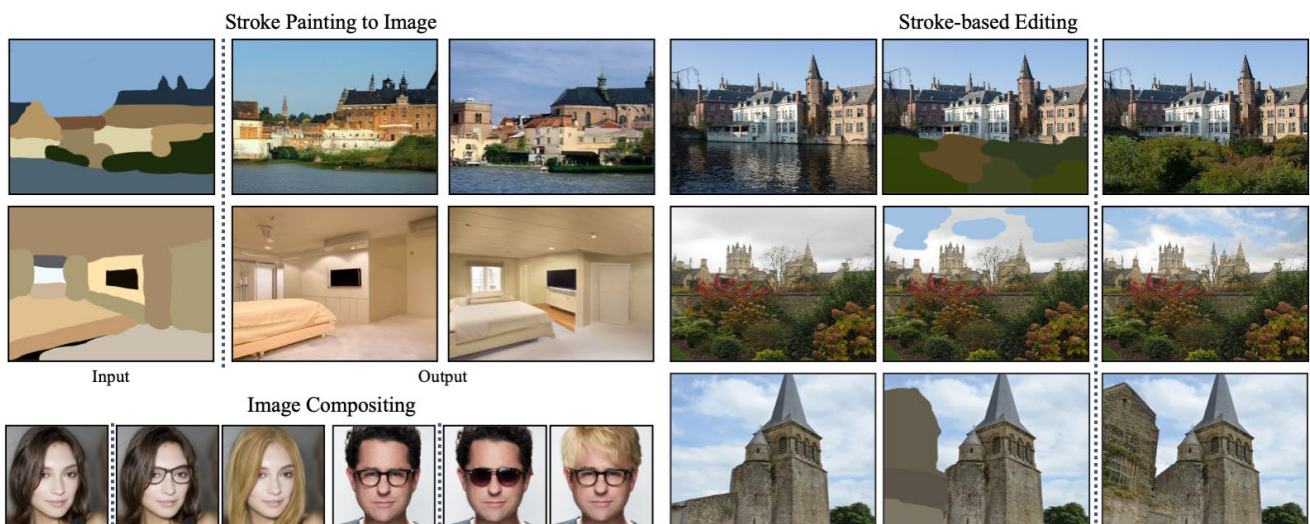 Stroke Painting to Image
Stroke-based Editing
Input
Output
Image Compositing